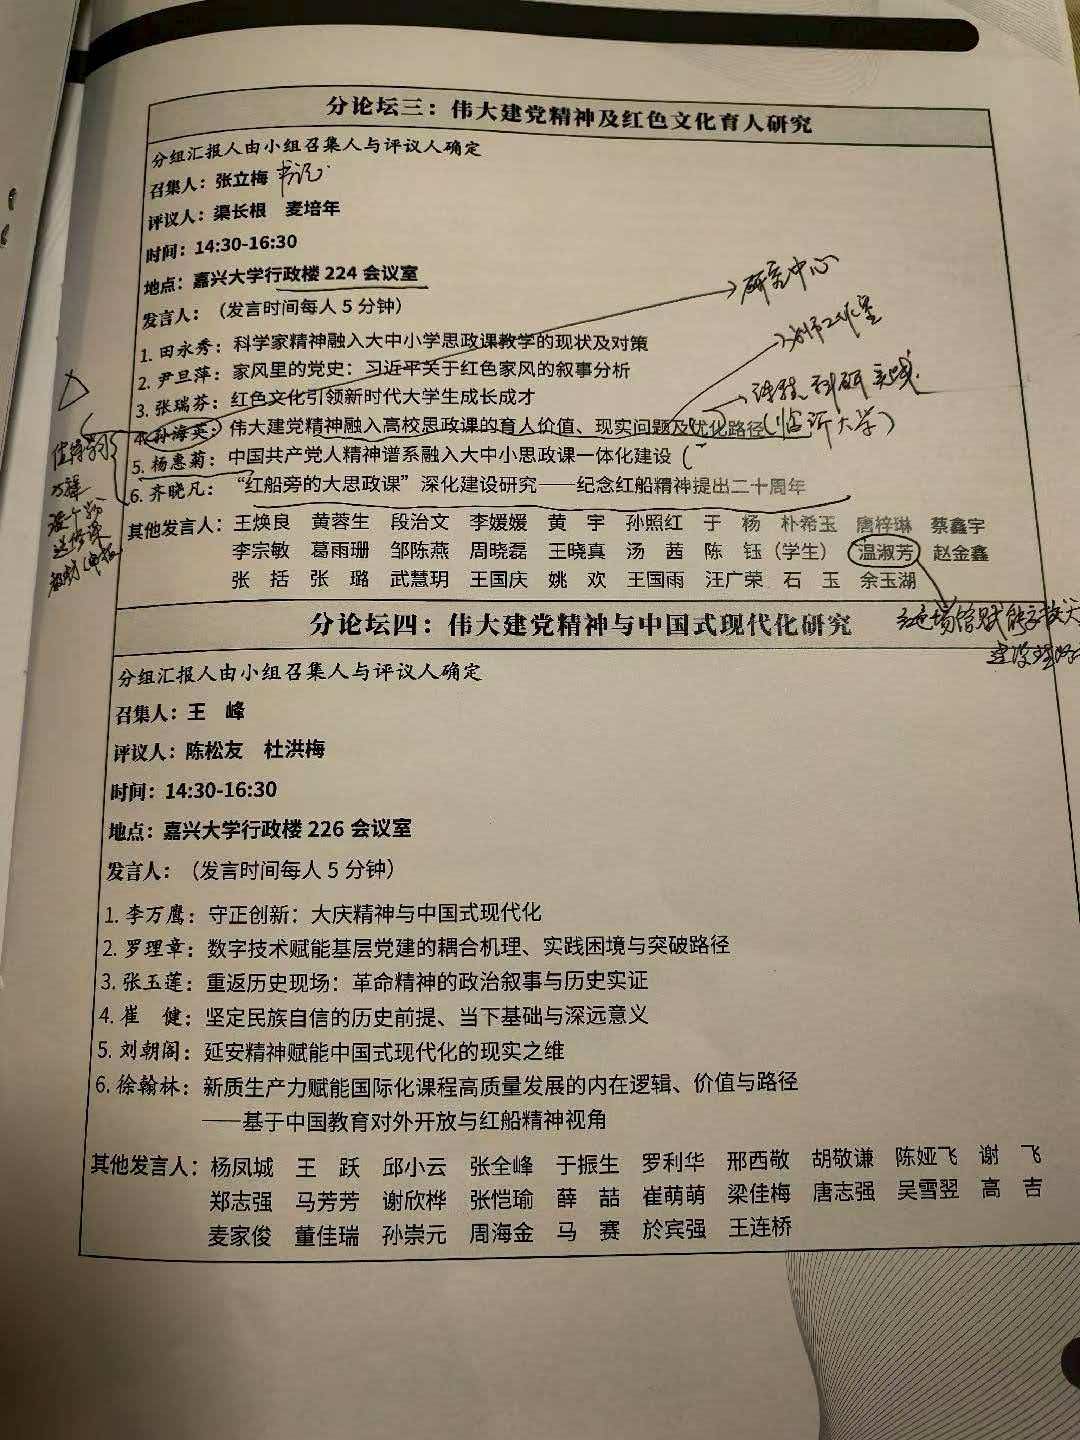 分论坛三：伟大建党精神及红色文化育人研究
分组汇报人由小组召集人与评议人确定
召集人：张立梅 书记
评议人：渠长根 麦培年
时间：14:30-16:30
地点：嘉兴大学行政楼 224 会议室
发言人：（发言时间每人 5 分钟）
研究中心
1. 田永秀：科学家精神融入大中小学思政课教学的现状及对策
2. 尹旦萍：家风里的党史：习近平关于红色家风的叙事分析
3. 张瑞芬：红色文化引领新时代大学生成长成才
课程、科研、实践
4. 孙海英：伟大建党精神融入高校思政课的育人价值、现实问题及优化路径（临沂大学）
5. 杨惠菊：中国共产党人精神谱系融入大中小思政课一体化建设
6. 齐晓凡：“红船旁的大思政课”深化建设研究——纪念红船精神提出二十周年
其他发言人：王焕良 黄蓉生 段治文 李媛媛 黄 宇 孙照红 于 杨 朴希玉 唐梓琳 蔡鑫宇
李宗敏 葛雨珊 邹陈燕 周晓磊 王晓真 汤 茜 陈 钰（学生） 温淑芳 赵金鑫
张 括 张 璐 武慧玥 王国庆 姚 欢 王国雨 汪广荣 石 玉 余玉湖
分论坛四：伟大建党精神与中国式现代化研究
分组汇报人由小组召集人与评议人确定
召集人：王 峰
评议人：陈松友 杜洪梅
时间：14:30-16:30
地点：嘉兴大学行政楼 226 会议室
发言人：（发言时间每人 5 分钟）
1. 李万鹰：守正创新：大庆精神与中国式现代化
2. 罗理章：数字技术赋能基层党建的耦合机理、实践困境与突破路径
3. 张玉莲：重返历史现场：革命精神的政治叙事与历史实证
4. 崔 健：坚定民族自信的历史前提、当下基础与深远意义
5. 刘朝阁：延安精神赋能中国式现代化的现实之维
6. 徐翰林：新质生产力赋能国际化课程高质量发展的内在逻辑、价值与路径
——基于中国教育对外开放与红船精神视角
其他发言人：杨凤城 王 跃 邱小云 张全峰 于振生 罗利华 邢西敬 胡敬谦 陈娅飞 谢 飞
郑志强 马芳芳 谢欣桦 张恺瑜 薛 喆 崔萌萌 梁佳梅 唐志强 吴雪翌 高 吉
麦家俊 董佳瑞 孙崇元 周海金 马 赛 於宾强 王连桥